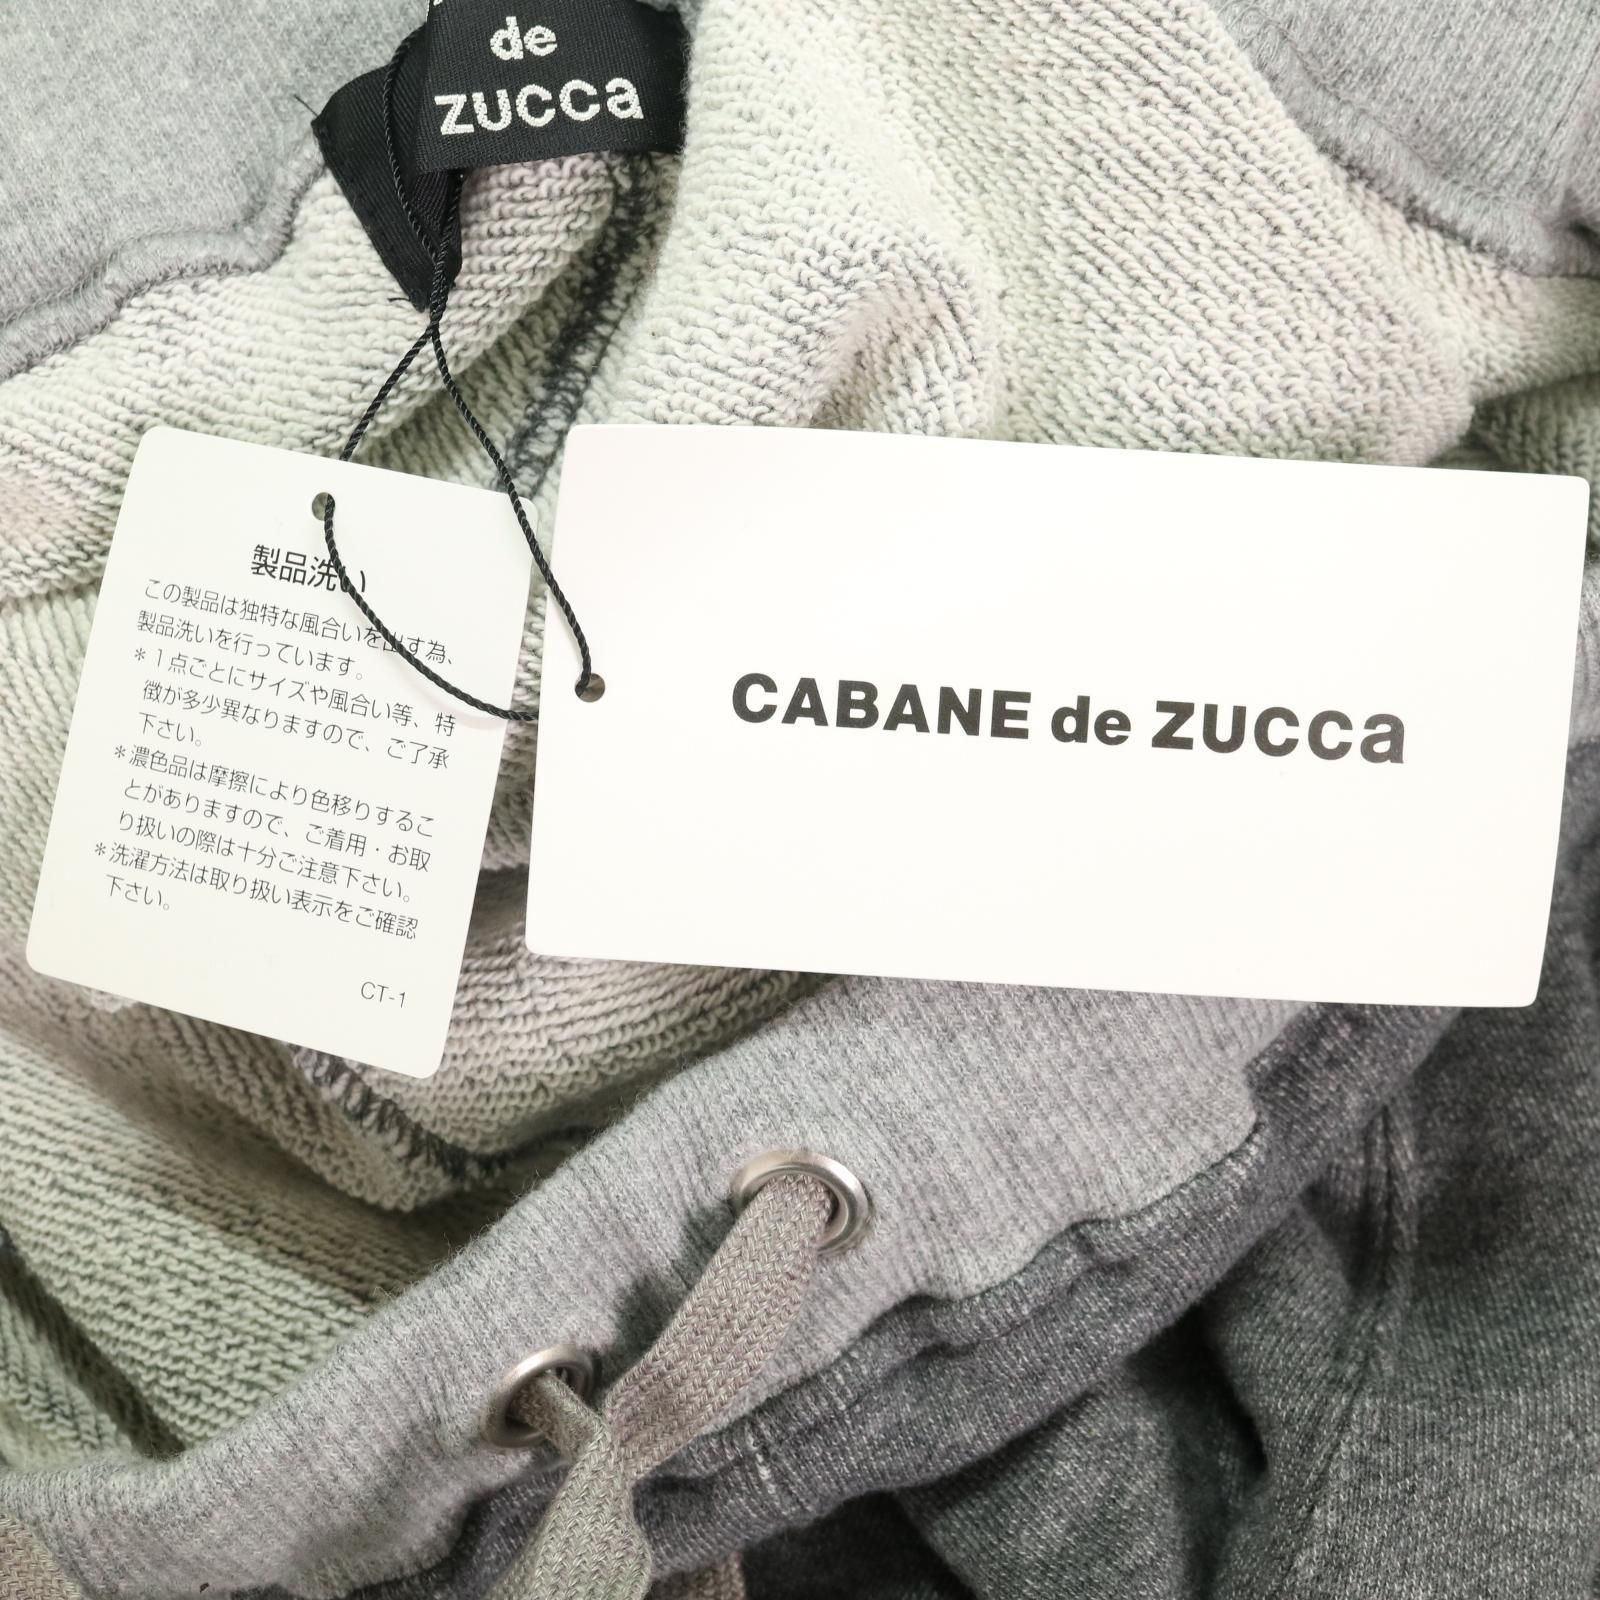 de
zucca
製品洗い
この製品は独特な風合いを出す為、
製品洗いを行っています。
＊1点ごとにサイズや風合い等、特
徴が多少異なりますので、ご了承
下さい。
＊濃色品は摩擦により色移りするこ
とがありますので、ご着用・お取
り扱いの際は十分ご注意下さい。
＊洗濯方法は取り扱い表示をご確認
下さい。
CT-1
CABANE de ZUCCa